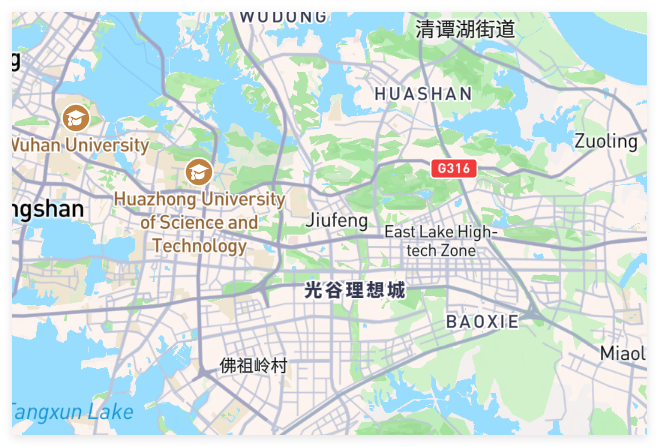 WUDONG
清谭湖街道
g
HUASHAN
Wuhan University
Zuoling
G316
Huazhong University
of Science and
Technology
ngshan
Jiufeng
East Lake High-
tech Zone
光谷理想城
BAOXIE
Miaol
佛祖岭村
Tangxun Lake